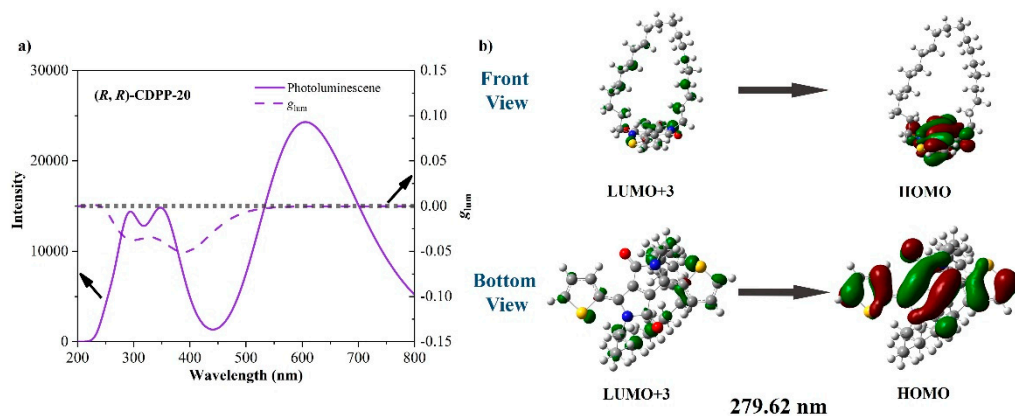 a)
(R, R)-CDPP-20
Photoluminescene
glum
30000
20000
10000
0
Intensity
0.15
0.10
0.05
0.00
-0.05
-0.10
-0.15
glum
200 300 400 500 600 700 800
Wavelength (nm)
b)
Front
View
LUMO+3
HOMO
Bottom
View
LUMO+3
HOMO
279.62 nm